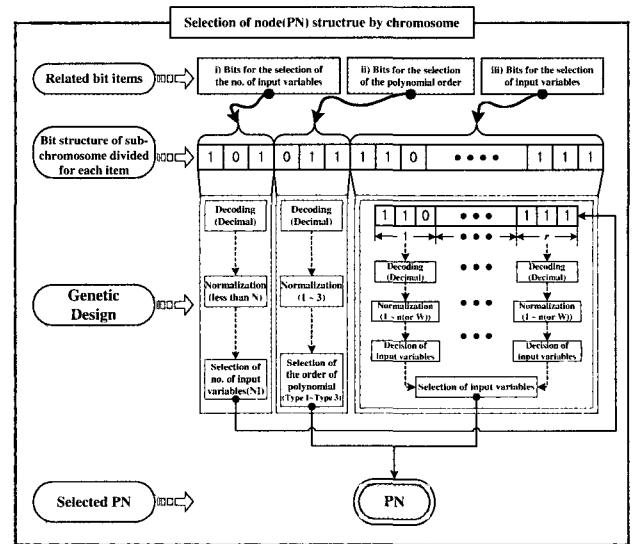 Selection of node(PN) structrue by chromosome
Related bit items
i) Bits for the selection of
the no. of input variables
ii) Bits for the selection
of the polynomial order
iii) Bits for the selection
of input variables
Bit structure of sub-
chromosome divided
for each item
1 0 1 0 1 1 1 1 0 •••• 1 1 1
Genetic
Design
Decoding
(Decimal)
Normalization
(less than N)
Selection of
no. of input
variables(NI)
Decoding
(Decimal)
Normalization
(1 ~ 3)
Selection of
the order of
polynomial
(Type 1~Type 3)
1 1 0 ••• 1 1 1
1 ••• r
Decoding
(Decimal)
Normalization
(1 ~ n(or W))
Decision of
input variables
•••
•••
•••
Decoding
(Decimal)
Normalization
(1 ~ n(or W))
Decision of
input variables
Selection of input variables
Selected PN
PN